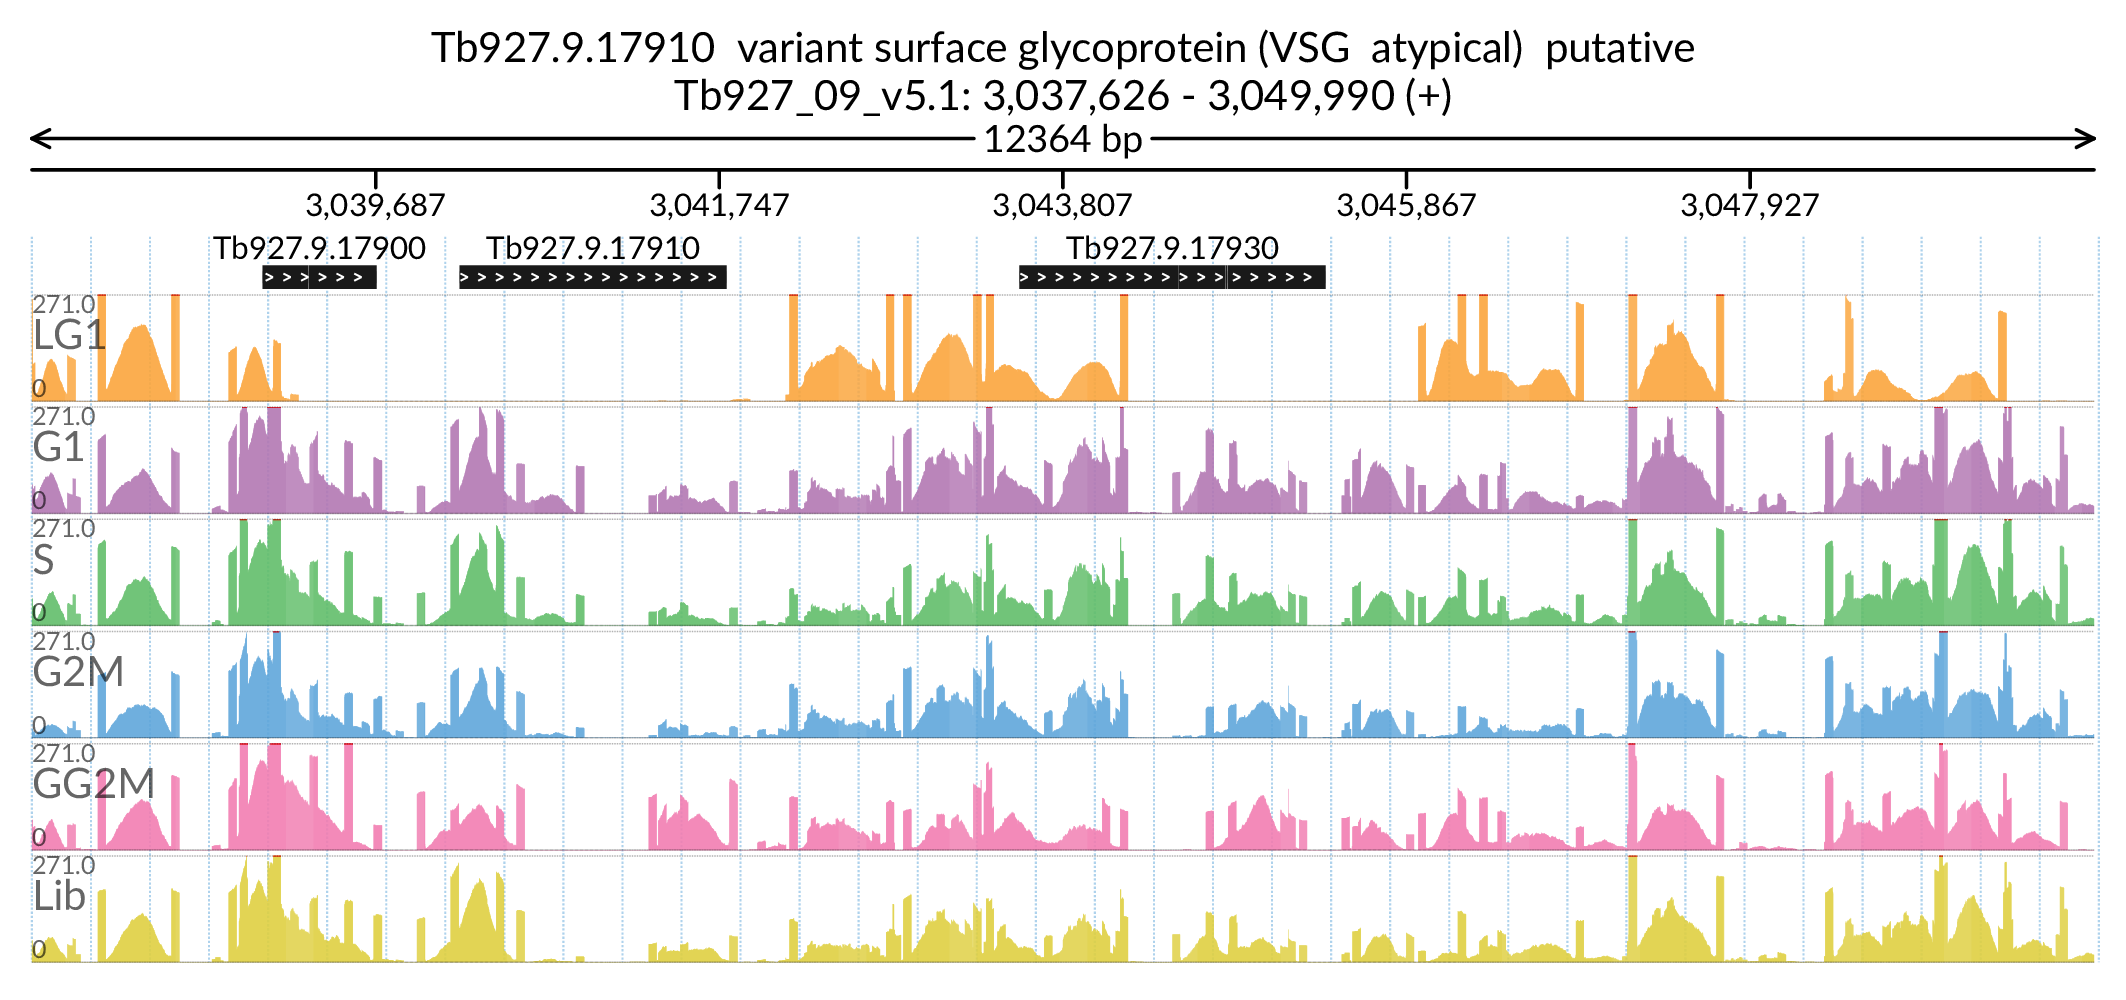 Tb927.9.17910 variant surface glycoprotein (VSG atypical) putative
Tb927_09_v5.1: 3,037,626 - 3,049,990 (+)
12364 bp
3,039,687 3,041,747 3,043,807 3,045,867 3,047,927
Tb927.9.17900 Tb927.9.17910 Tb927.9.17930
271.0
LG1
0
271.0
G1
0
271.0
S
0
271.0
G2M
0
271.0
GG2M
0
271.0
Lib
0